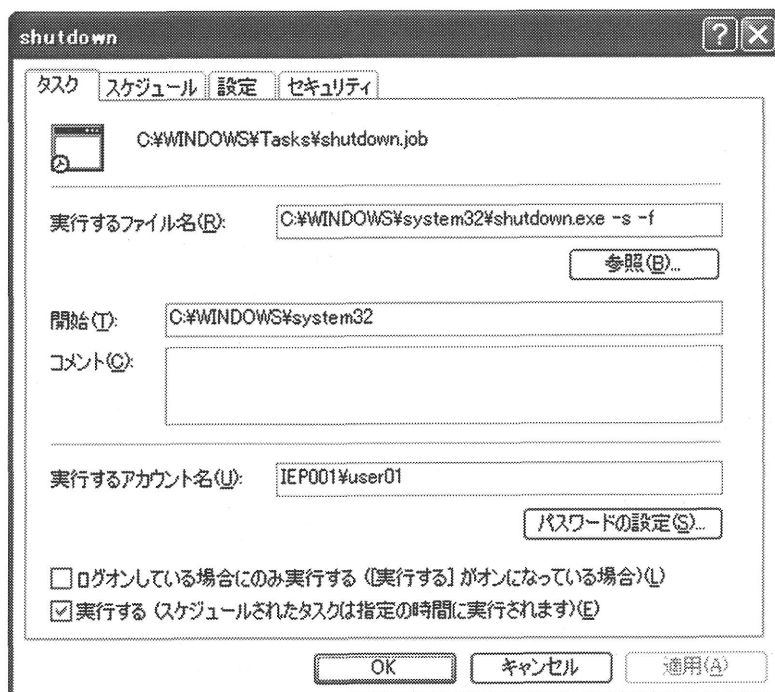 shutdown
タスク スケジュール 設定 セキュリティ
C:¥WINDOWS¥Tasks¥shutdown.job
実行するファイル名(R): C:¥WINDOWS¥system32¥shutdown.exe -s -f
参照(B)...
開始(T): C:¥WINDOWS¥system32
コメント(C):
実行するアカウント名(U): IEP001¥user01
パスワードの設定(S)...
ログオンしている場合にのみ実行する ([実行する] がオンになっている場合)(L)
実行する (スケジュールされたタスクは指定の時間に実行されます)(E)
OK キャンセル 適用(A)